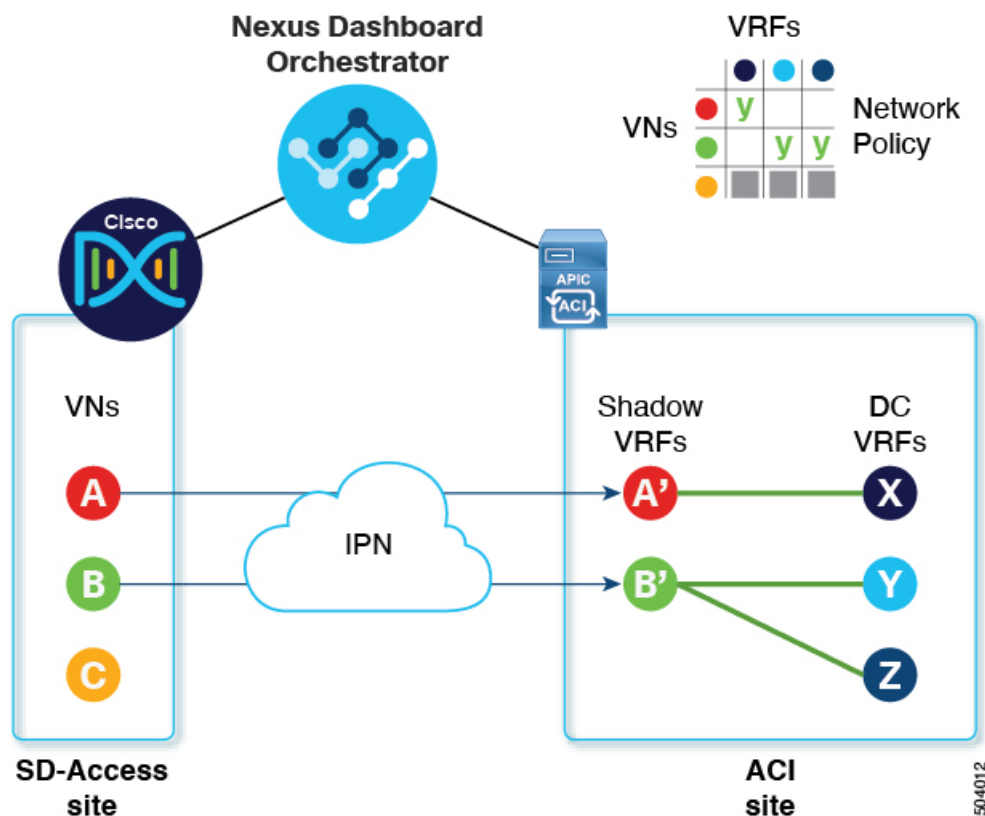 Nexus Dashboard
Orchestrator
VRFs
VNs
y
y y
Network
Policy
Cisco
APIC
ACI
VNs
Shadow
VRFs
DC
VRFs
A
IPN
A’
X
B
B’
Y
C
Z
SD-Access
site
ACI
site
504012